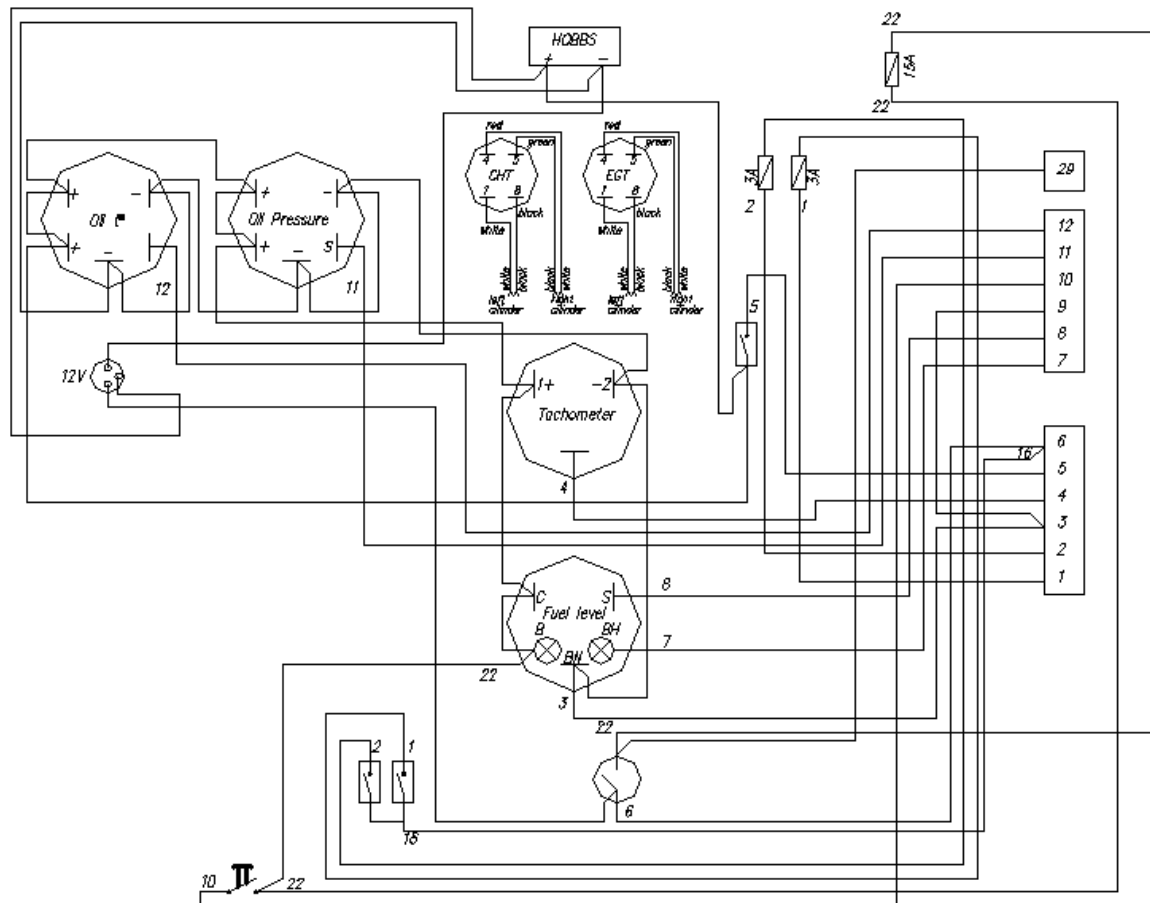 22
HOBBS
+ -
15A
22
red
green
4 5
CHT
1 8
black
white
red
green
4 5
EGT
1 8
black
white
3A
3A
2
1
29
+ -
Oil t°
+
-
12
+ -
Oil Pressure
+ S
-
11
12
11
10
9
8
7
white
black
left
cilinder
black
white
right
cilinder
white
black
left
cilinder
black
white
right
cilinder
5
12V
1+ -2
Tachometer
4
16
6
5
4
3
2
1
C S
Fuel level
B BH
BN
8
7
22
3
22
2 1
6
16
10
22